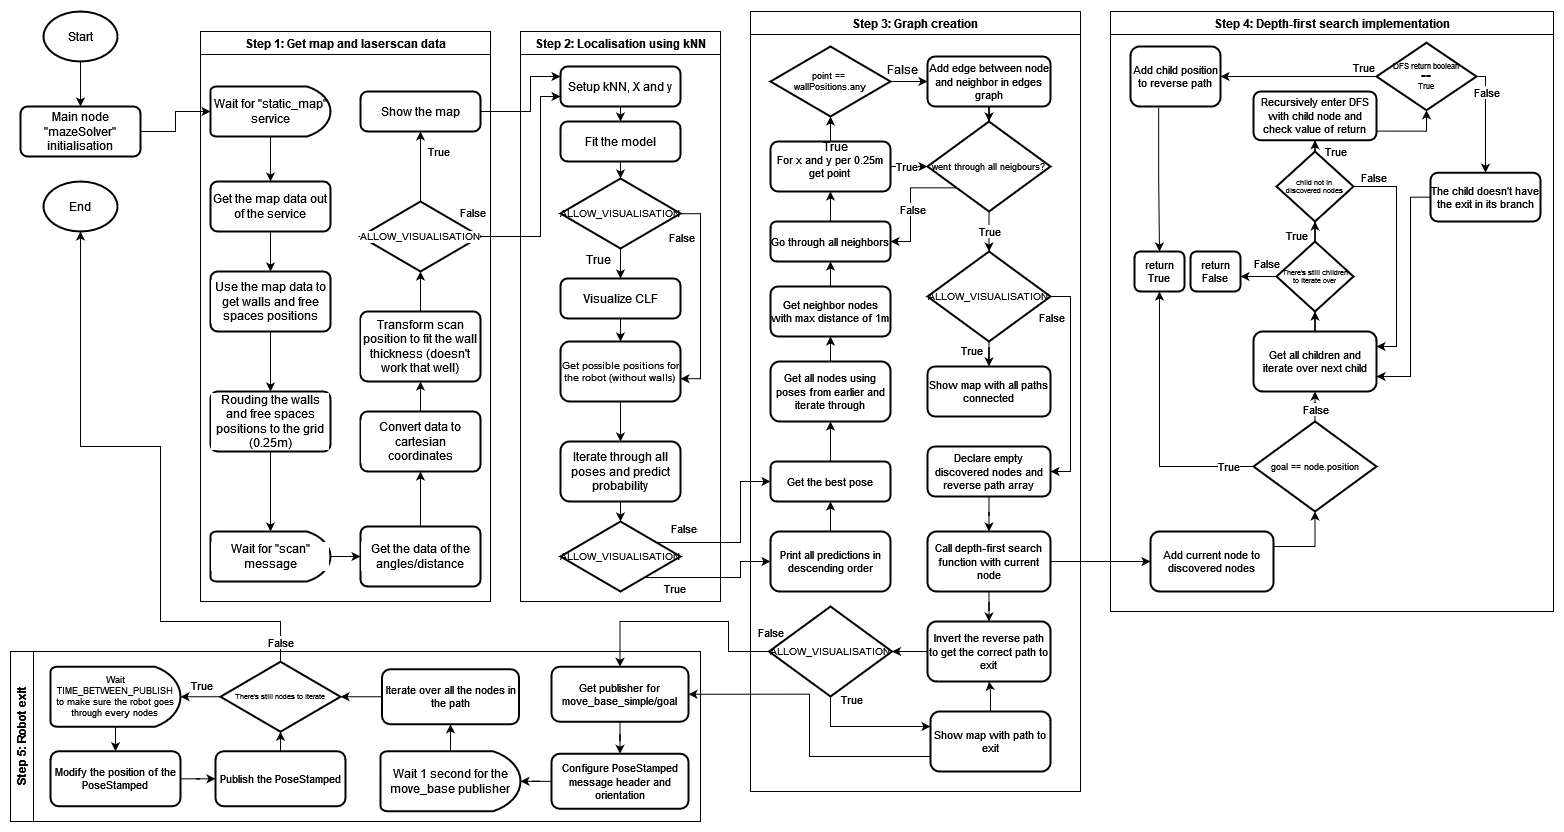 Start
Main node
"mazeSolver"
initialisation
End
Step 1: Get map and laserscan data
Wait for "static_map"
service
Get the map data out
of the service
Use the map data to
get walls and free
spaces positions
Rouding the walls
and free spaces
positions to the grid
(0.25m)
Wait for "scan"
message
Show the map
True
False
ALLOW_VISUALISATION
Transform scan
position to fit the wall
thickness (doesn't
work that well)
Convert data to
cartesian
coordinates
Get the data of the
angles/distance
Step 2: Localisation using kNN
Setup kNN, X and y
Fit the model
ALLOW_VISUALISATION
False
True
Visualize CLF
Get possible positions for
the robot (without walls)
Iterate through all
poses and predict
probability
False
ALLOW_VISUALISATION
True
Step 3: Graph creation
point ==
wallPositions.any
False
True
For x and y per 0.25m
get point
True
Go through all neighbors
Get neighbor nodes
with max distance of 1m
Get all nodes using
poses from earlier and
iterate through
Get the best pose
Print all predictions in
descending order
Add edge between node
and neighbor in edges
graph
went through all neigbours?
False
True
ALLOW_VISUALISATION
False
True
Show map with all paths
connected
Declare empty
discovered nodes and
reverse path array
Call depth-first search
function with current
node
Invert the reverse path
to get the correct path to
exit
False
ALLOW_VISUALISATION
True
Show map with path to
exit
Step 4: Depth-first search implementation
Add child position
to reverse path
True
DFS return boolean
==
True
False
Recursively enter DFS
with child node and
check value of return
True
child not in
discovered nodes
False
The child doesn't have
the exit in its branch
True
return
True
return
False
False
There's still children
to iterate over
Get all children and
iterate over next child
False
True
goal == node.position
Add current node to
discovered nodes
Step 5: Robot exit
False
Wait
TIME_BETWEEN_PUBLISH
to make sure the robot goes
through every nodes
True
There's still nodes to iterate
Iterate over all the nodes in
the path
Get publisher for
move_base_simple/goal
Modify the position of the
PoseStamped
Publish the PoseStamped
Wait 1 second for the
move_base publisher
Configure PoseStamped
message header and
orientation